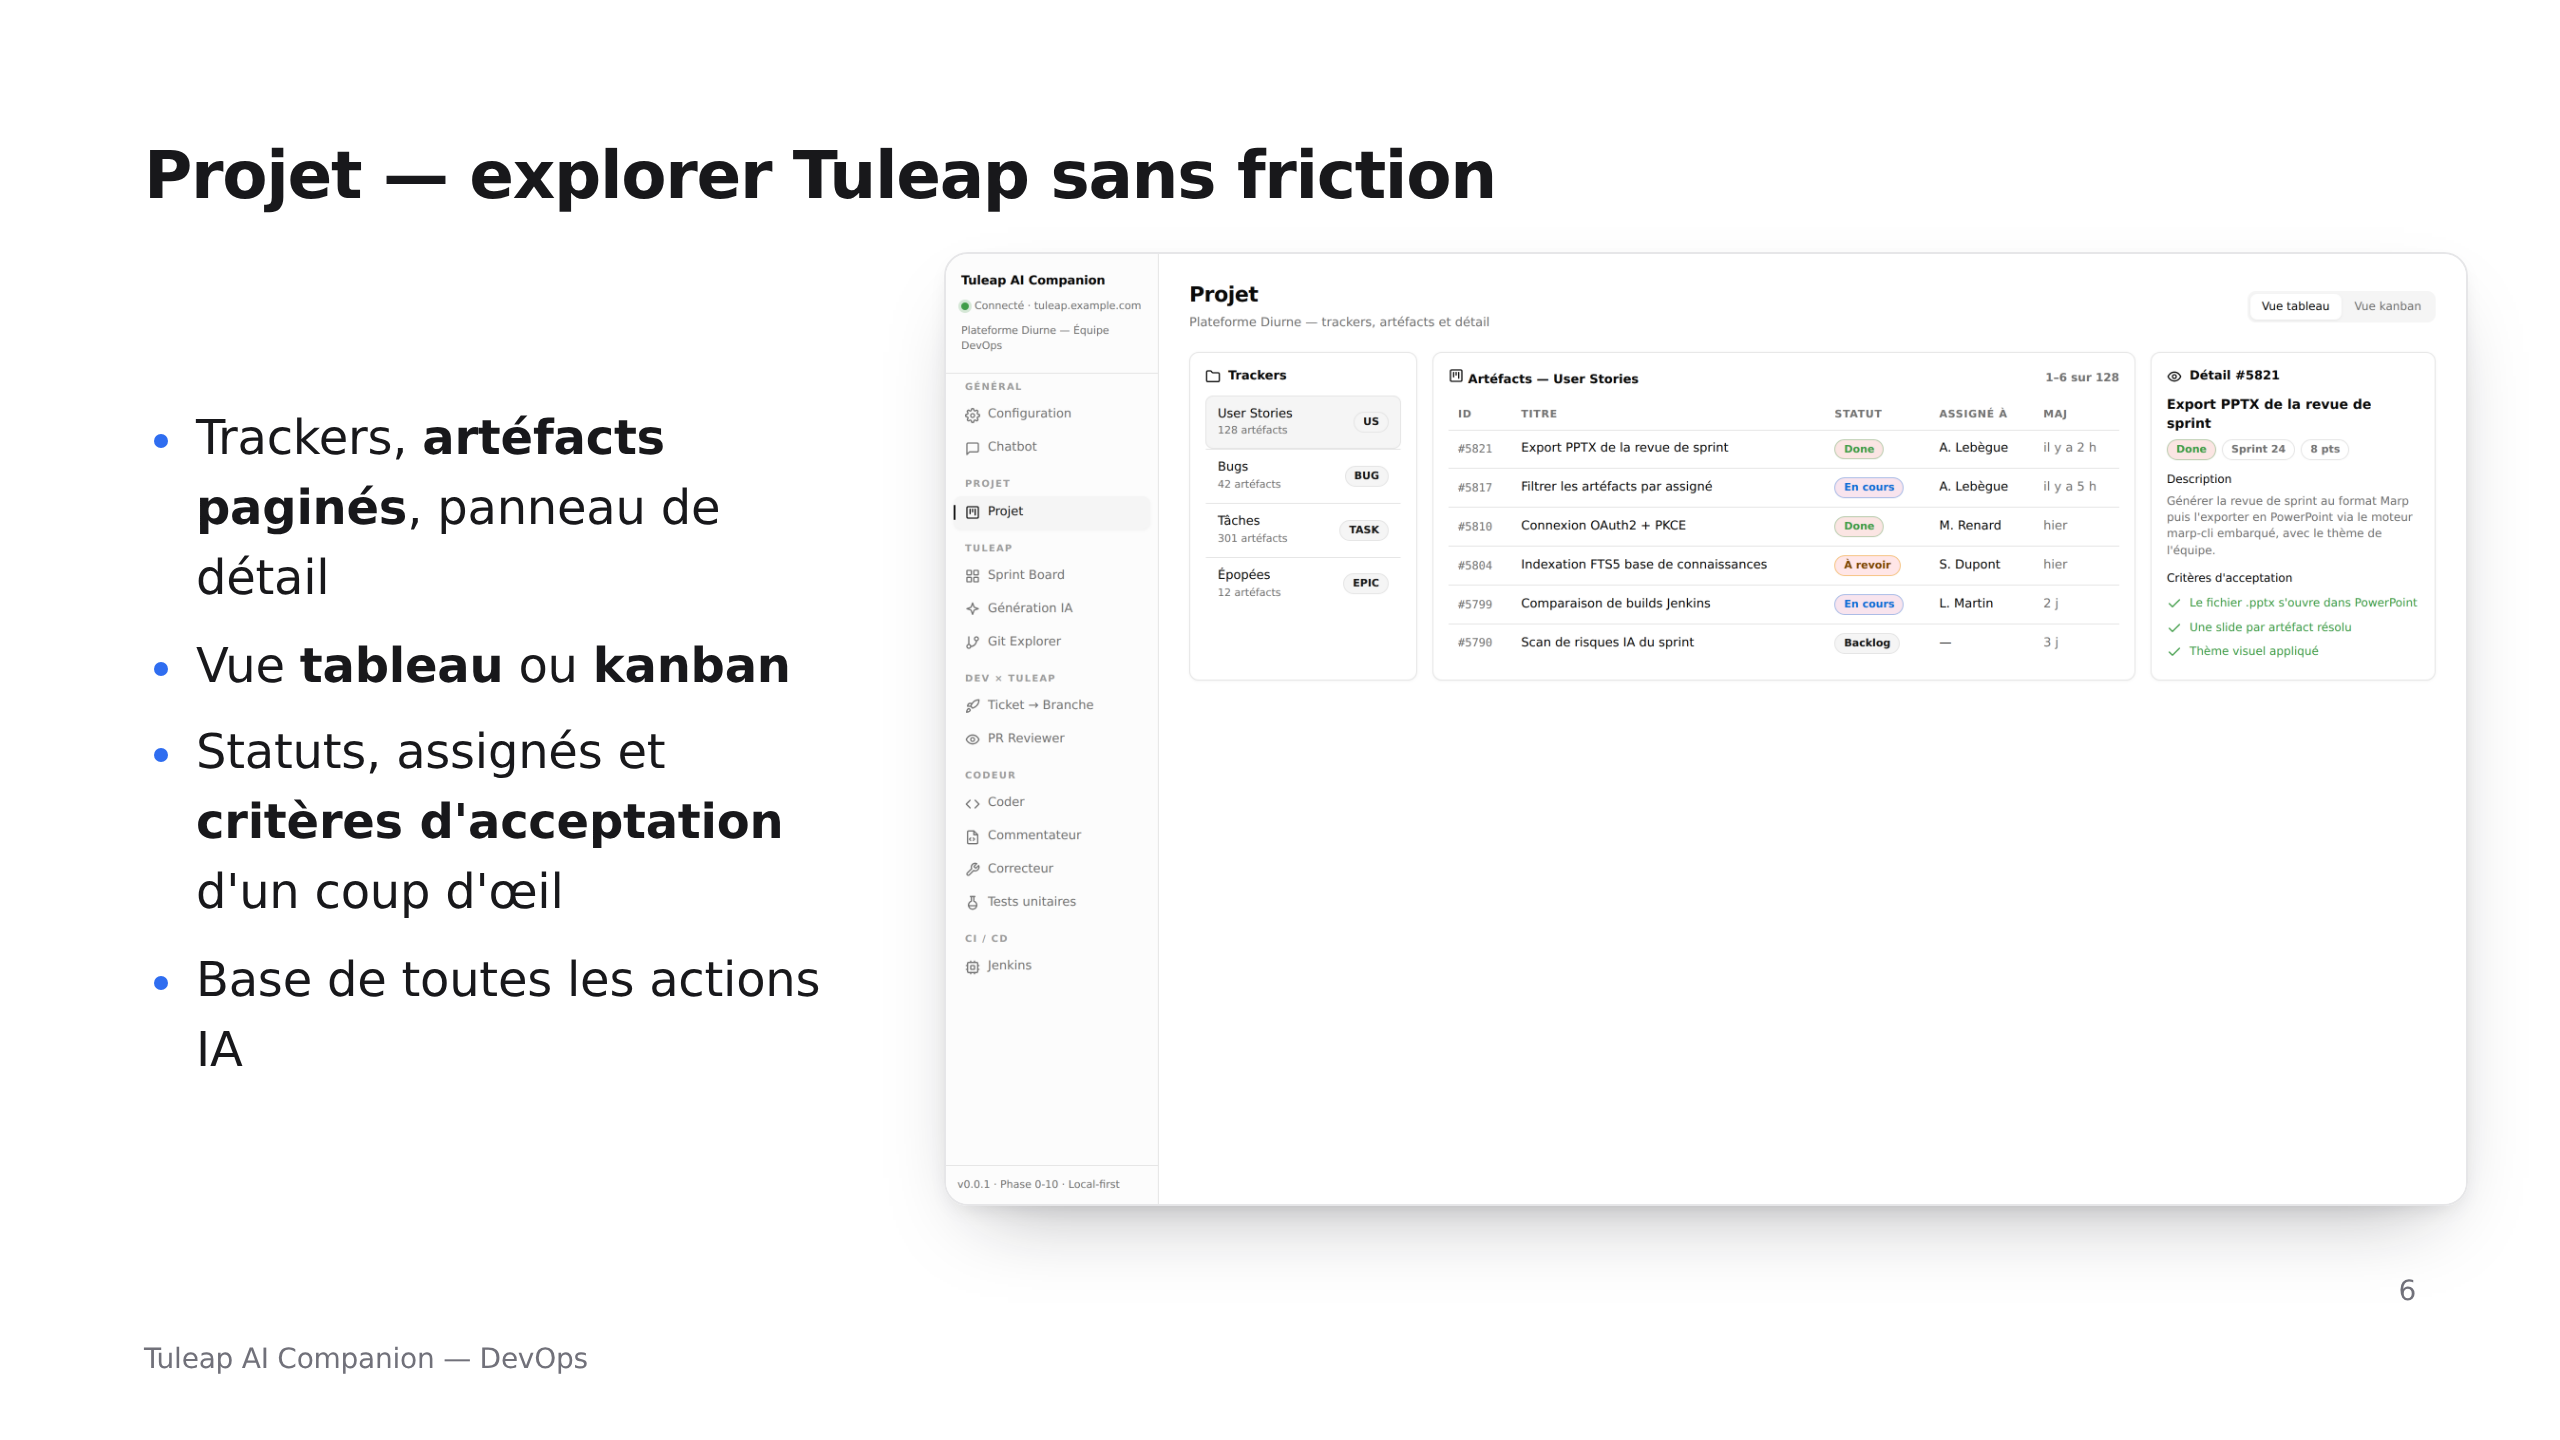 Projet — explorer Tuleap sans friction
• Trackers, artéfacts
paginés, panneau de
détail
• Vue tableau ou kanban
• Statuts, assignés et
critères d'acceptation
d'un coup d'œil
• Base de toutes les actions
IA
Tuleap AI Companion
Connecté · tuleap.example.com
Plateforme Diurne — Équipe
DevOps
GÉNÉRAL
Configuration
Chatbot
PROJET
Projet
TULEAP
Sprint Board
Génération IA
Git Explorer
DEV × TULEAP
Ticket → Branche
PR Reviewer
CODEUR
Coder
Commentateur
Correcteur
Tests unitaires
CI / CD
Jenkins
v0.0.1 · Phase 0-10 · Local-first
Projet
Plateforme Diurne — trackers, artéfacts et détail
Vue tableau Vue kanban
Trackers
User Stories US
128 artéfacts
Bugs BUG
42 artéfacts
Tâches TASK
301 artéfacts
Épopées EPIC
12 artéfacts
Artéfacts — User Stories 1–6 sur 128
ID TITRE STATUT ASSIGNÉ À MAJ
#5821 Export PPTX de la revue de sprint Done A. Lebègue il y a 2 h
#5817 Filtrer les artéfacts par assigné En cours A. Lebègue il y a 5 h
#5810 Connexion OAuth2 + PKCE Done M. Renard hier
#5804 Indexation FTS5 base de connaissances À revoir S. Dupont hier
#5799 Comparaison de builds Jenkins En cours L. Martin 2 j
#5790 Scan de risques IA du sprint Backlog — 3 j
Détail #5821
Export PPTX de la revue de
sprint
Done Sprint 24 8 pts
Description
Générer la revue de sprint au format Marp
puis l'exporter en PowerPoint via le moteur
marp-cli embarqué, avec le thème de
l'équipe.
Critères d'acceptation
Le fichier .pptx s'ouvre dans PowerPoint
Une slide par artéfact résolu
Thème visuel appliqué
6
Tuleap AI Companion — DevOps